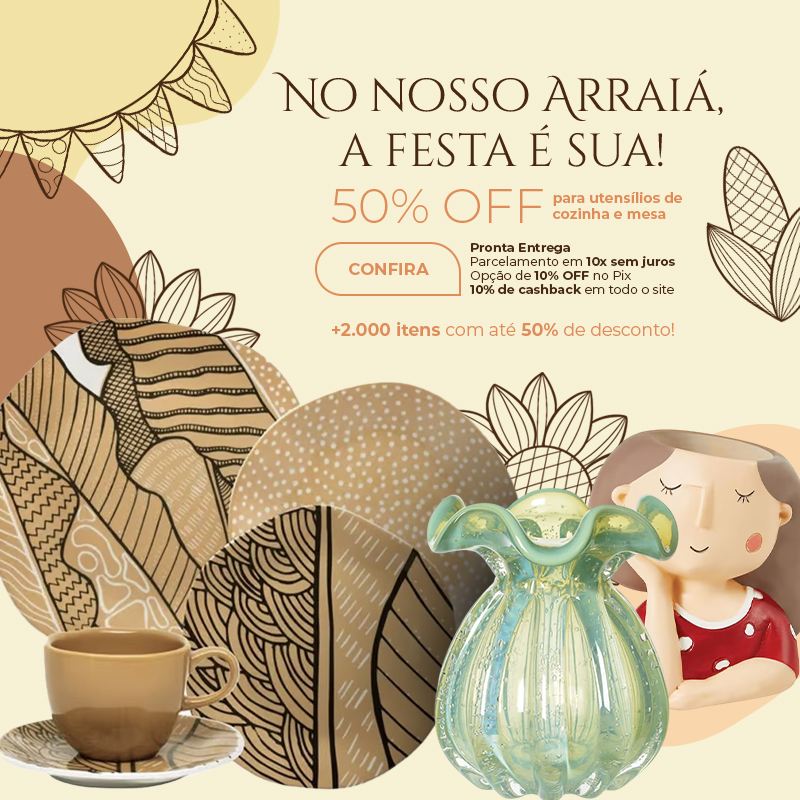 No nosso Arraiá,
a festa é sua!
50% OFF para utensílios de
cozinha e mesa
CONFIRA
Pronta Entrega
Parcelamento em 10x sem juros
Opção de 10% OFF no Pix
10% de cashback em todo o site
+2.000 itens com até 50% de desconto!